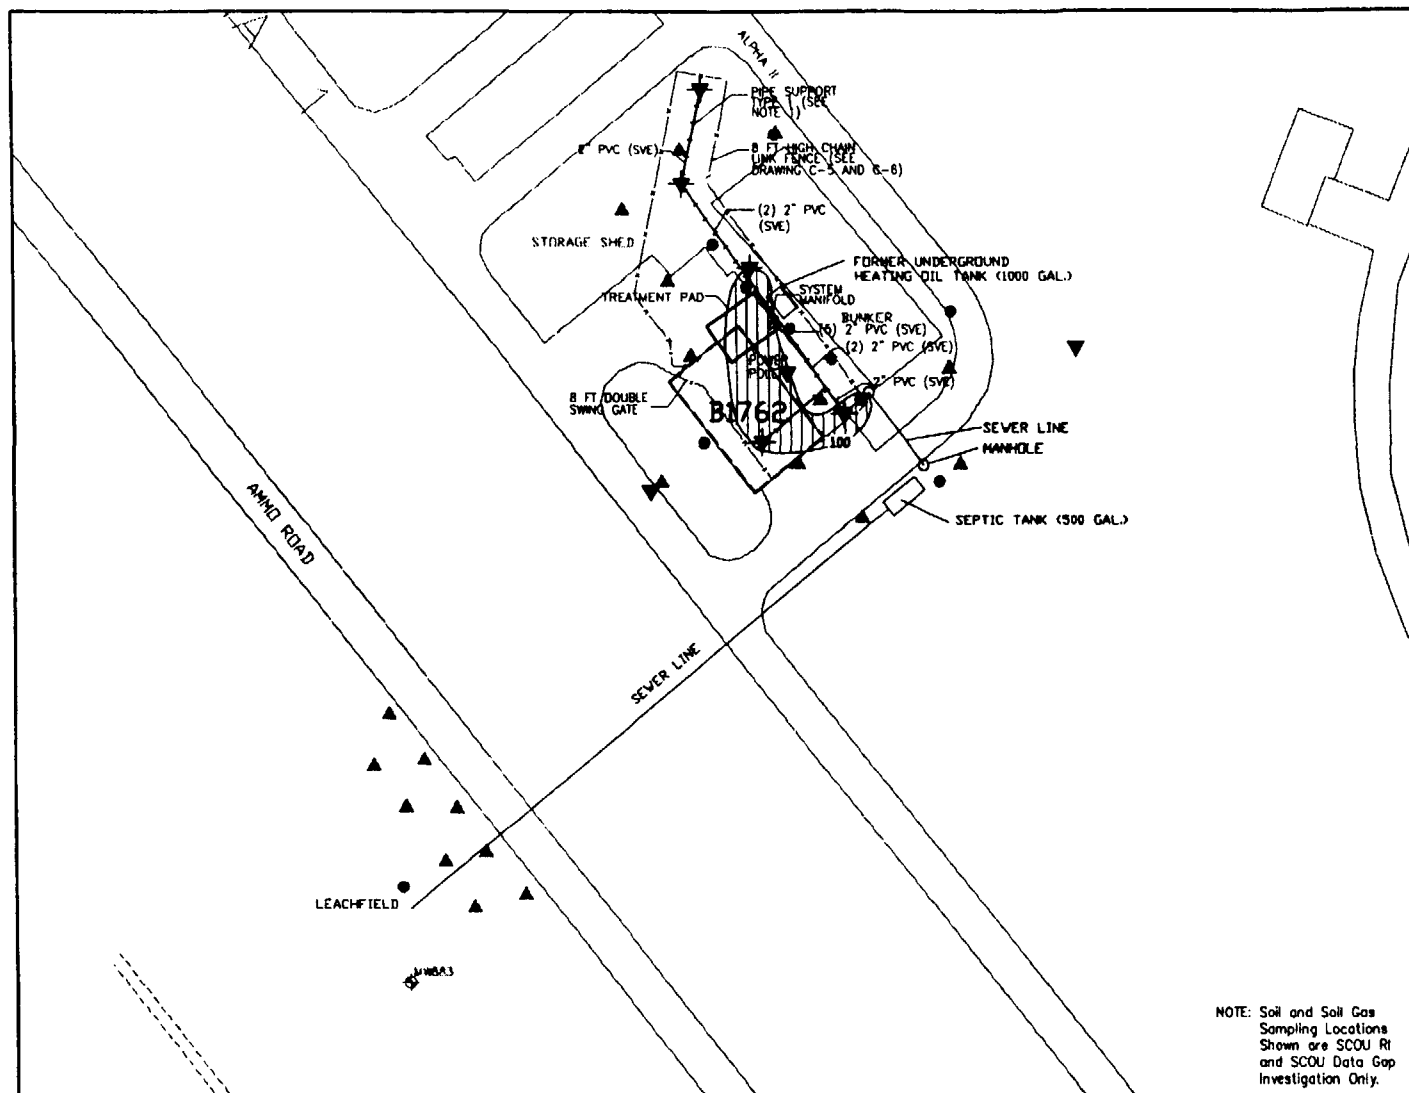 ALPHA II
PIPE SUPPORT
TYPE 1 (SEE
NOTE 1)
2" PVC (SVE)
8 FT HIGH CHAIN
LINK FENCE (SEE
DRAWING C-5 AND C-6)
(2) 2" PVC
(SVE)
STORAGE SHED
FORMER UNDERGROUND
HEATING OIL TANK (1000 GAL.)
TREATMENT PAD
SYSTEM
MANIFOLD
BUNKER
(5) 2" PVC (SVE)
(2) 2" PVC (SVE)
POWER
POLE
2" PVC (SVE)
8 FT DOUBLE
SWING GATE
B1762
100
SEWER LINE
MANHOLE
SEPTIC TANK (500 GAL.)
AMMO ROAD
SEWER LINE
LEACHFIELD
MW883
NOTE: Soil and Soil Gas
Sampling Locations
Shown are SCOU RI
and SCOU Data Gap
Investigation Only.